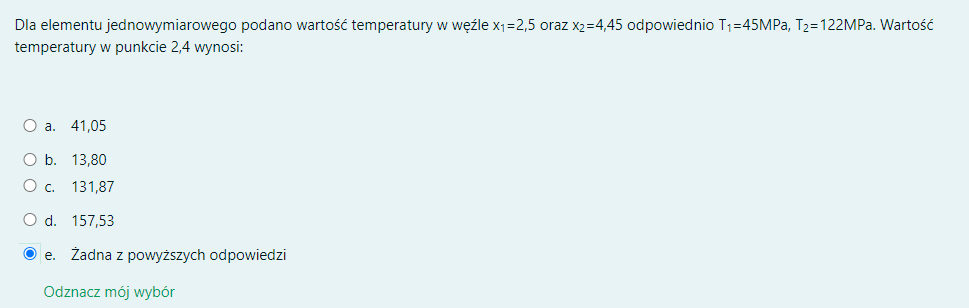 Dla elementu jednowymiarowego podano wartość temperatury w węźle x₁=2,5 oraz x₂=4,45 odpowiednio T₁=45MPa, T₂=122MPa. Wartość
temperatury w punkcie 2,4 wynosi:
a. 41,05
b. 13,80
c. 131,87
d. 157,53
e. Żadna z powyższych odpowiedzi
Odznacz mój wybór